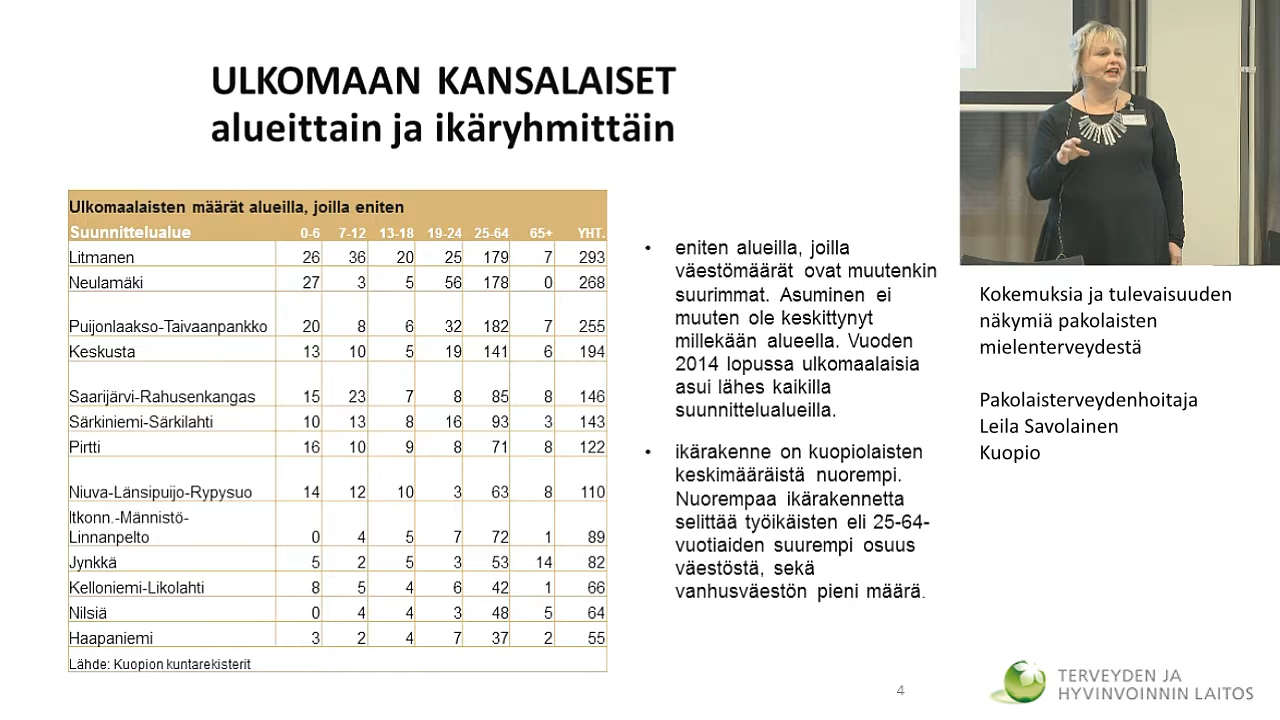 ULKOMAAN KANSALAISET
alueittain ja ikäryhmittäin
Ulkomaalaisten määrät alueilla, joilla eniten
Suunnittelualue 0-6 7-12 13-18 19-24 25-64 65+ YHT.
Litmanen 26 36 20 25 179 7 293
Neulamäki 27 3 5 56 178 0 268
Puijonlaakso-Taivaanpankko 20 8 6 32 182 7 255
Keskusta 13 10 5 19 141 6 194
Saarijärvi-Rahusenkangas 15 23 7 8 85 8 146
Särkiniemi-Särkilahti 10 13 8 16 93 3 143
Pirtti 16 10 9 8 71 8 122
Niuva-Länsipuijo-Rypysuo 14 12 10 3 63 8 110
Itkonn.-Männistö-
Linnanpelto 0 4 5 7 72 1 89
Jynkkä 5 2 5 3 53 14 82
Kelloniemi-Likolahti 8 5 4 6 42 1 66
Nilsiä 0 4 4 3 48 5 64
Haapaniemi 3 2 4 7 37 2 55
Lähde: Kuopion kuntarekisterit
• eniten alueilla, joilla
väestömäärät ovat muutenkin
suurimmat. Asuminen ei
muuten ole keskittynyt
millekään alueella. Vuoden
2014 lopussa ulkomaalaisia
asui lähes kaikilla
suunnittelualueilla.
• ikärakenne on kuopiolaisten
keskimääräistä nuorempi.
Nuorempaa ikärakennetta
selittää työikäisten eli 25-64-
vuotiaiden suurempi osuus
väestöstä, sekä
vanhusväestön pieni määrä.
Kokemuksia ja tulevaisuuden
näkymiä pakolaisten
mielenterveydestä
Pakolaisterveydenhoitaja
Leila Savolainen
Kuopio
4
TERVEYDEN JA
HYVINVOINNIN LAITOS